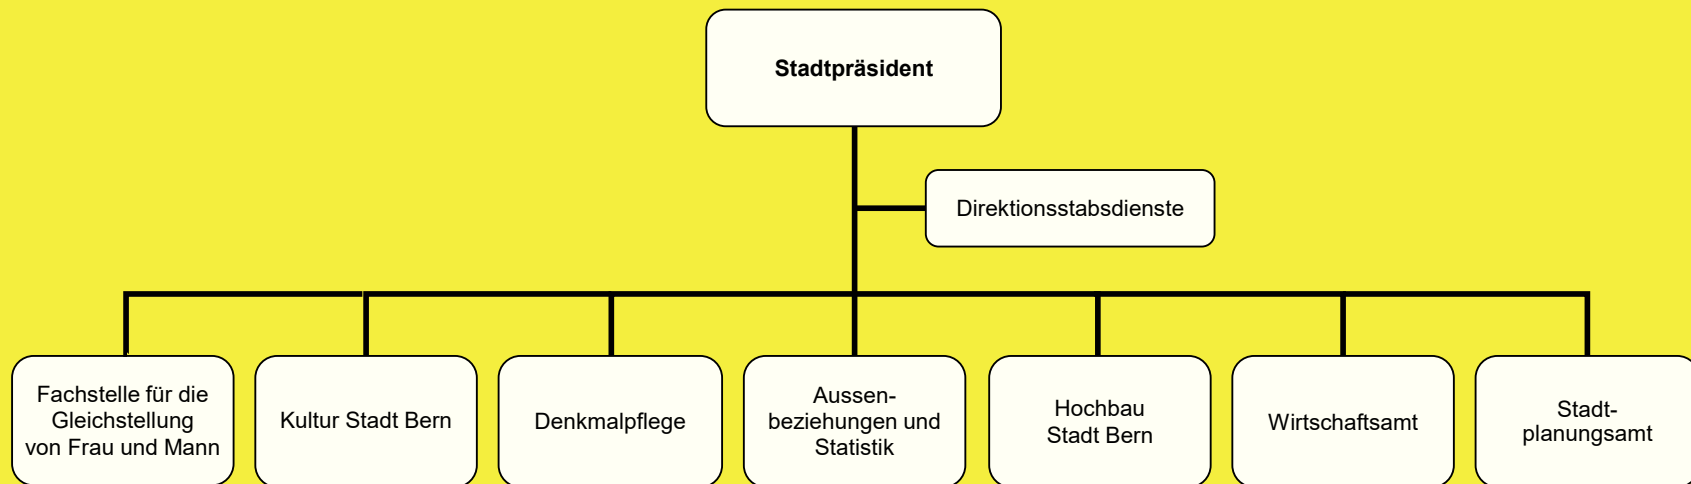 Stadtpräsident
Direktionsstabsdienste
Fachstelle für die
Gleichstellung
von Frau und Mann
Kultur Stadt Bern
Denkmalpflege
Aussen-
beziehungen und
Statistik
Hochbau
Stadt Bern
Wirtschaftsamt
Stadt-
planungsamt